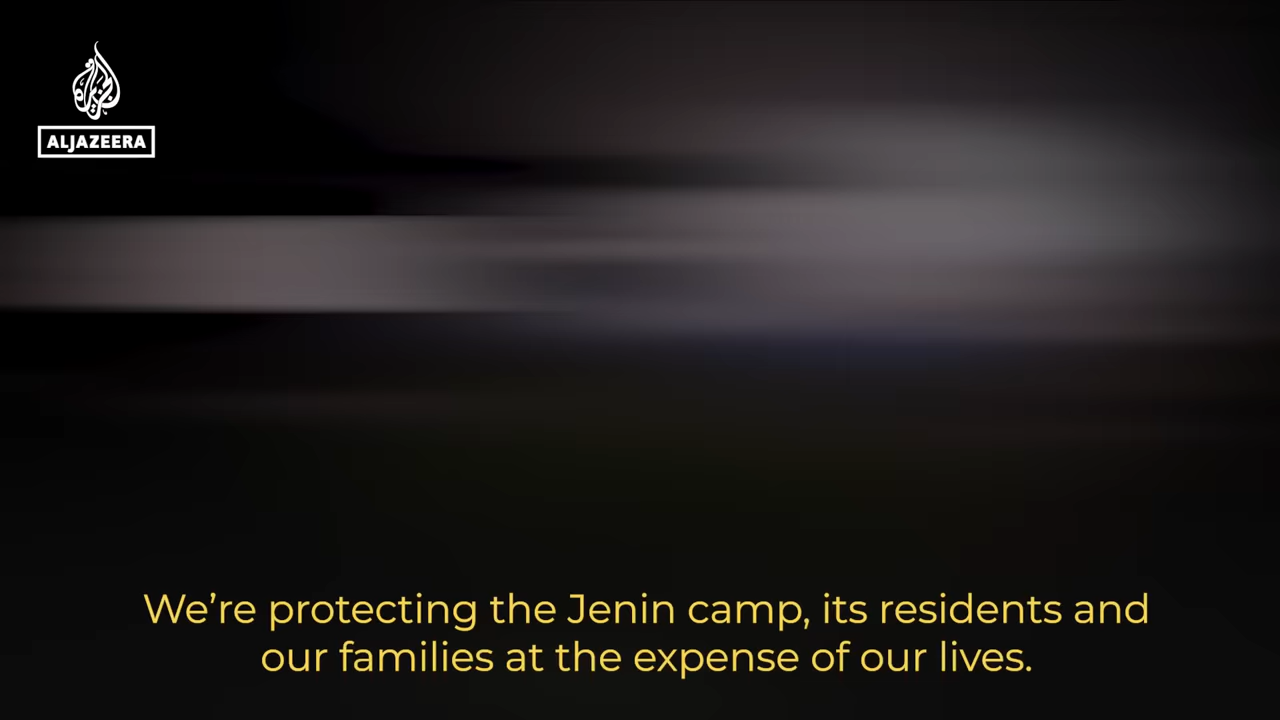 ALJAZEERA
We’re protecting the Jenin camp, its residents and
our families at the expense of our lives.